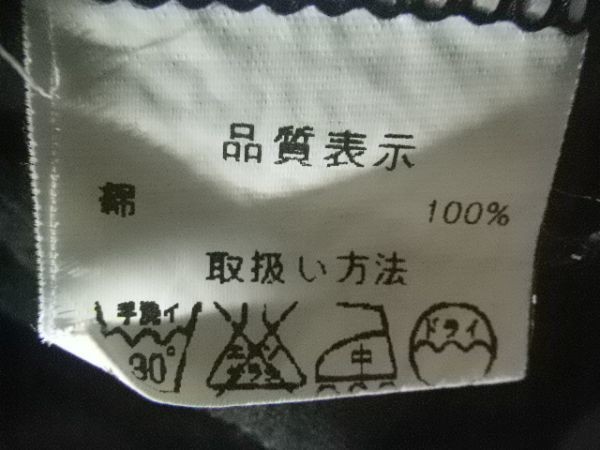 品質表示
綿 100%
取扱い方法
手洗イ 30° エンソサラシ 中 ドライ